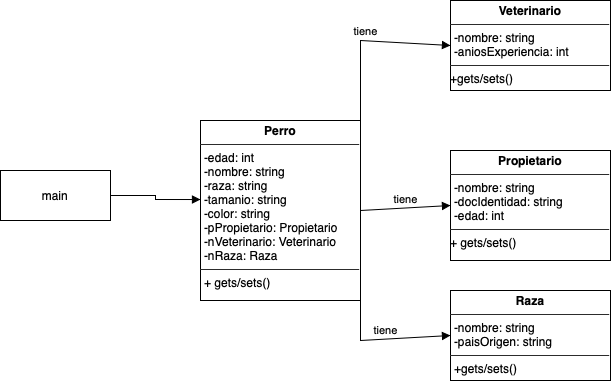 main
Perro
-edad: int
-nombre: string
-raza: string
-tamanio: string
-color: string
-pPropietario: Propietario
-nVeterinario: Veterinario
-nRaza: Raza
+ gets/sets()
tiene
Veterinario
-nombre: string
-aniosExperiencia: int
+gets/sets()
tiene
Propietario
-nombre: string
-docIdentidad: string
-edad: int
+ gets/sets()
tiene
Raza
-nombre: string
-paisOrigen: string
+gets/sets()